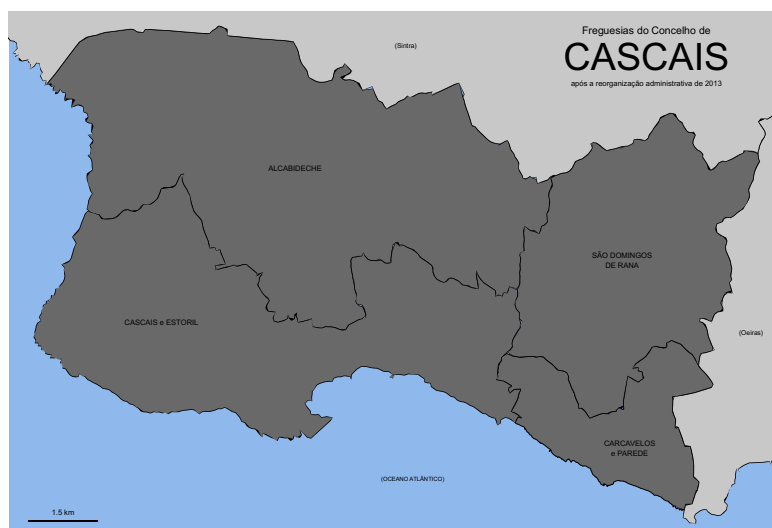 Freguesias do Concelho de
CASCAIS
após a reorganização administrativa de 2013
(Sintra)
ALCABIDECHE
SÃO DOMINGOS
DE RANA
CASCAIS e ESTORIL
(Oeiras)
CARCAVELOS
e PAREDE
(OCEANO ATLÂNTICO)
1.5 km